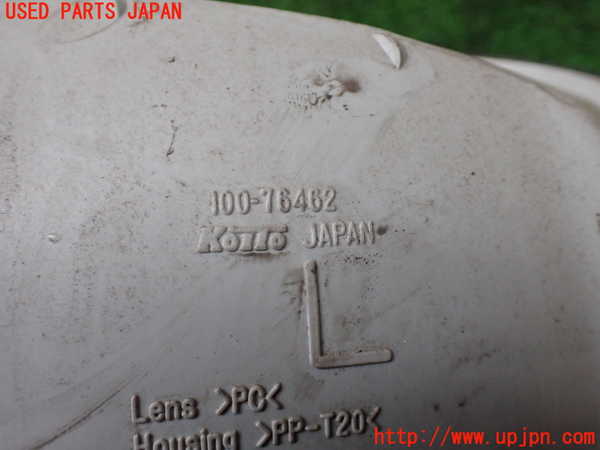 USED PARTS JAPAN
100-76462
KOITO JAPAN
L
Lens >PC<
Housing >PP-T20<
http://www.upjpn.com